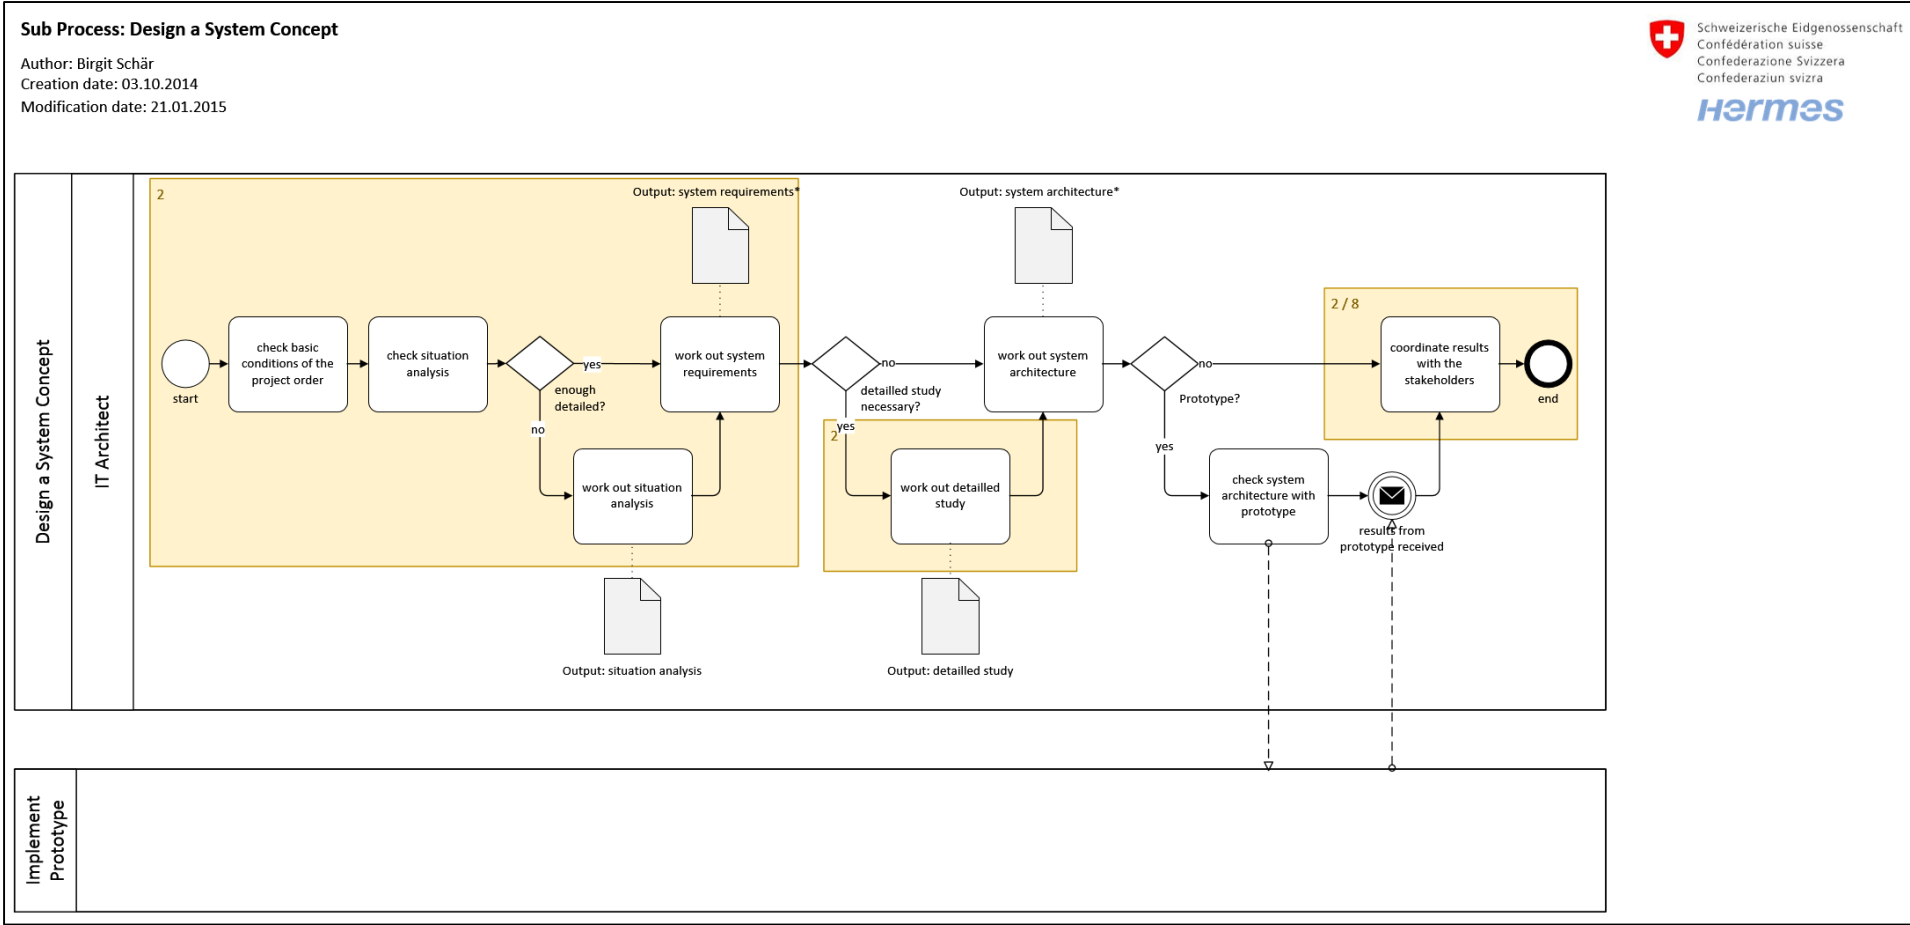 Sub Process: Design a System Concept
Author: Birgit Schär
Creation date: 03.10.2014
Modification date: 21.01.2015
Schweizerische Eidgenossenschaft
Confédération suisse
Confederazione Svizzera
Confederaziun svizra
Hermes
Design a System Concept
IT Architect
2
Output: system requirements*
Output: system architecture*
2 / 8
start
check basic
conditions of the
project order
check situation
analysis
yes
enough
detailed?
no
work out system
requirements
work out situation
analysis
Output: situation analysis
no
detailled study
necessary?
yes
2
work out detailled
study
Output: detailled study
work out system
architecture
no
Prototype?
yes
check system
architecture with
prototype
results from
prototype received
coordinate results
with the
stakeholders
end
Implement
Prototype